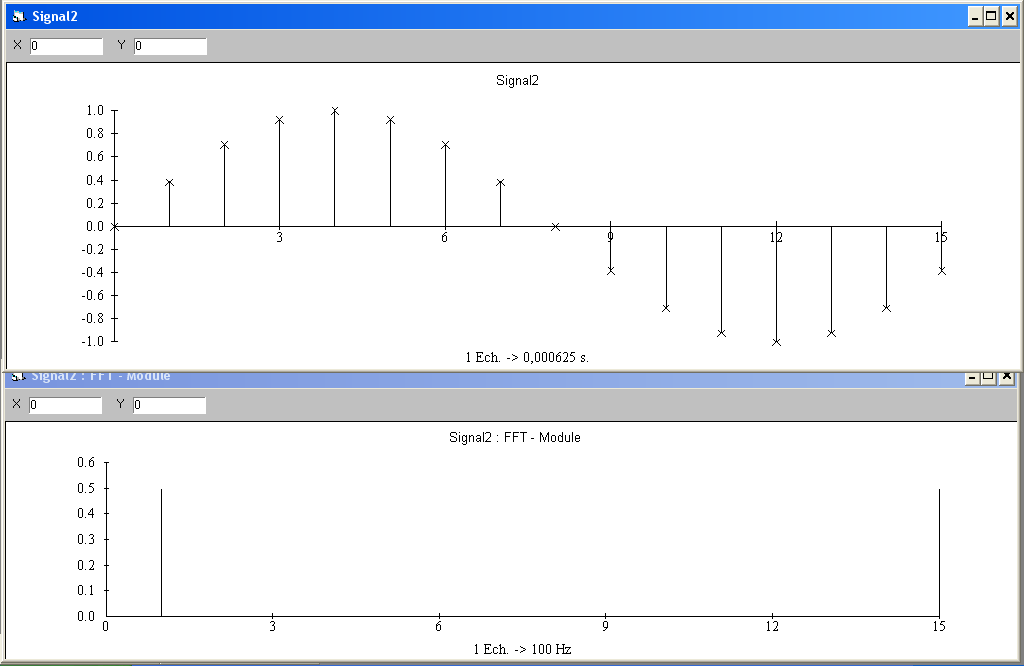 Signal2
X 0 Y 0
Signal2
1.0
0.8
0.6
0.4
0.2
0.0
-0.2
-0.4
-0.6
-0.8
-1.0
3 6 9 12 15
1 Ech. -> 0,000625 s.
Signal2 : FFT - Module
X 0 Y 0
Signal2 : FFT - Module
0.6
0.5
0.4
0.3
0.2
0.1
0.0
0 3 6 9 12 15
1 Ech. -> 100 Hz